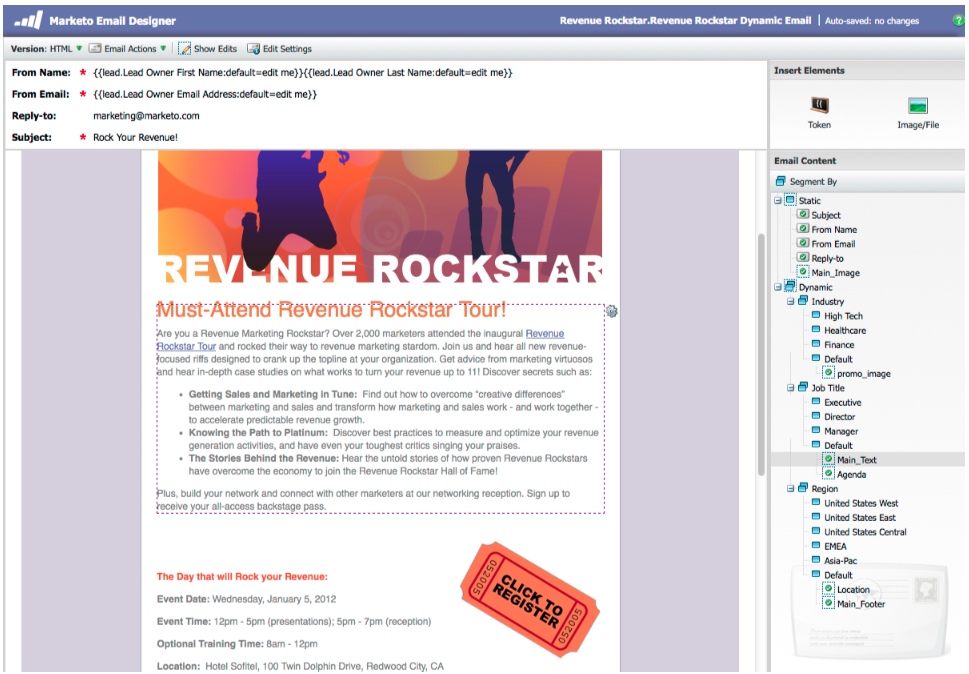 Marketo Email Designer
Revenue Rockstar.Revenue Rockstar Dynamic Email | Auto-saved: no changes
Version: HTML Email Actions Show Edits Edit Settings
From Name: * {{lead.Lead Owner First Name:default=edit me}}{{lead.Lead Owner Last Name:default=edit me}}
From Email: * {{lead.Lead Owner Email Address:default=edit me}}
Reply-to: marketing@marketo.com
Subject: * Rock Your Revenue!
REVENUE ROCKSTAR
Must-Attend Revenue Rockstar Tour!
Are you a Revenue Marketing Rockstar? Over 2,000 marketers attended the inaugural Revenue
Rockstar Tour and rocked their way to revenue marketing stardom. Join us and hear all new revenue-
focused riffs designed to crank up the topline at your organization. Get advice from marketing virtuosos
and hear in-depth case studies on what works to turn your revenue up to 11! Discover secrets such as:
• Getting Sales and Marketing in Tune: Find out how to overcome "creative differences"
between marketing and sales and transform how marketing and sales work - and work together -
to accelerate predictable revenue growth.
• Knowing the Path to Platinum: Discover best practices to measure and optimize your revenue
generation activities, and have even your toughest critics singing your praises.
• The Stories Behind the Revenue: Hear the untold stories of how proven Revenue Rockstars
have overcome the economy to join the Revenue Rockstar Hall of Fame!
Plus, build your network and connect with other marketers at our networking reception. Sign up to
receive your all-access backstage pass.
The Day that will Rock your Revenue:
Event Date: Wednesday, January 5, 2012
Event Time: 12pm - 5pm (presentations); 5pm - 7pm (reception)
Optional Training Time: 8am - 12pm
Location: Hotel Sofitel, 100 Twin Dolphin Drive, Redwood City, CA
052005
CLICK TO
REGISTER
052005
Insert Elements
Token Image/File
Email Content
Segment By
Static
Subject
From Name
From Email
Reply-to
Main_Image
Dynamic
Industry
High Tech
Healthcare
Finance
Default
promo_image
Job Title
Executive
Director
Manager
Default
Main_Text
Agenda
Region
United States West
United States East
United States Central
EMEA
Asia-Pac
Default
Location
Main_Footer